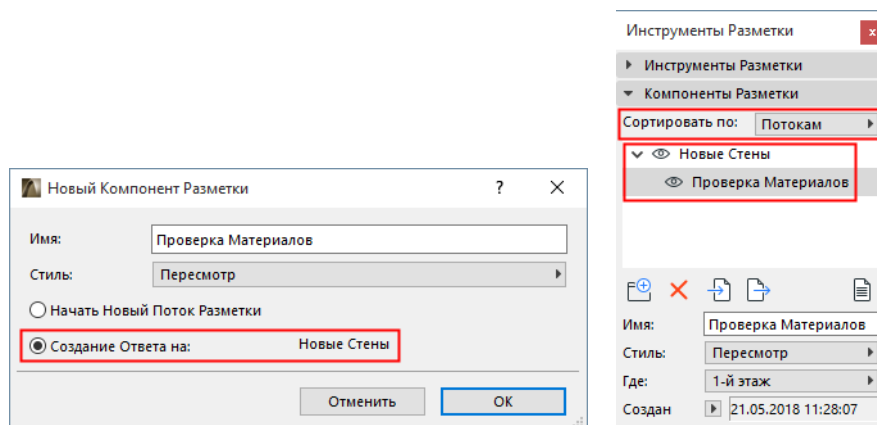 Новый Компонент Разметки ? ×
Имя: Проверка Материалов
Стиль: Пересмотр
Начать Новый Поток Разметки
Создание Ответа на: Новые Стены
Отменить OK
Инструменты Разметки x
Инструменты Разметки
Компоненты Разметки
Сортировать по: Потокам
Новые Стены
Проверка Материалов
Имя: Проверка Материалов
Стиль: Пересмотр
Где: 1-й этаж
Создан 21.05.2018 11:28:07